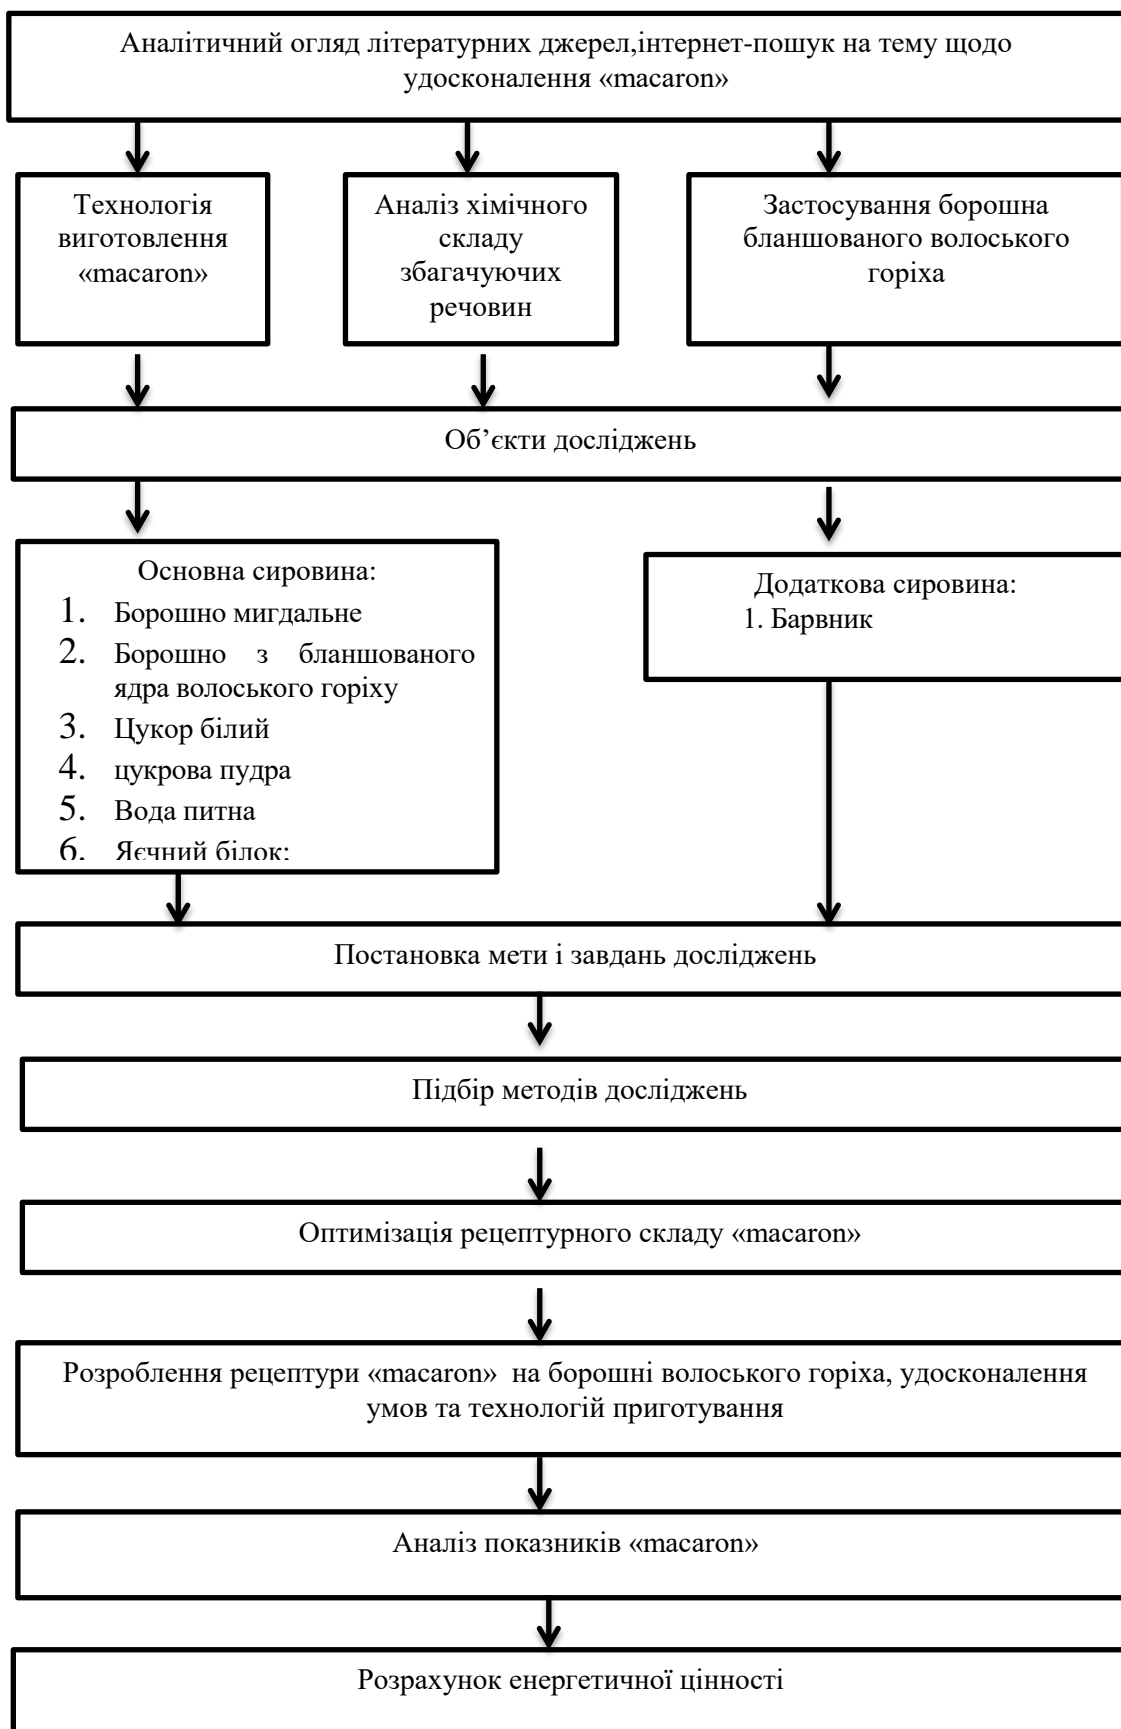 Аналітичний огляд літературних джерел,інтернет-пошук на тему щодо
удосконалення «macaron»
Технологія
виготовлення
«macaron»
Аналіз хімічного
складу
збагачуючих
речовин
Застосування борошна
бланшованого волоського
горіха
Об’єкти досліджень
Основна сировина:
1. Борошно мигдальне
2. Борошно з бланшованого
ядра волоського горіху
3. Цукор білий
4. цукрова пудра
5. Вода питна
6. Яєчний білок;
Додаткова сировина:
1. Барвник
Постановка мети і завдань досліджень
Підбір методів досліджень
Оптимізація рецептурного складу «macaron»
Розроблення рецептури «macaron» на борошні волоського горіха, удосконалення
умов та технологій приготування
Аналіз показників «macaron»
Розрахунок енергетичної цінності